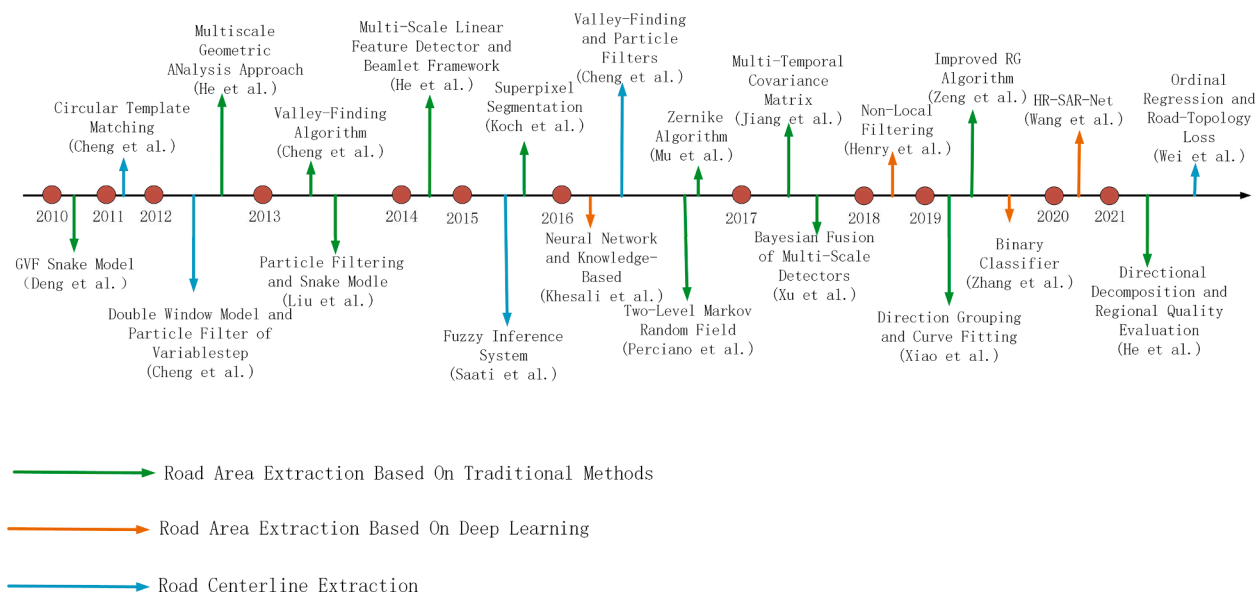 Multiscale
Geometric
ANalysis Approach
(He et al.)
Multi-Scale Linear
Feature Detector and
Beamlet Framework
(He et al.)
Valley-Finding
and Particle
Filters
(Cheng et al.)
Circular Template
Matching
(Cheng et al.)
Valley-Finding
Algorithm
(Cheng et al.)
Superpixel
Segmentation
(Koch et al.)
Zernike
Algorithm
(Mu et al.)
Multi-Temporal
Covariance
Matrix
(Jiang et al.)
Non-Local
Filtering
(Henry et al.)
Improved RG
Algorithm
(Zeng et al.)
HR-SAR-Net
(Wang et al.)
Ordinal
Regression and
Road-Topology
Loss
(Wei et al.)
2010
2011
2012
2013
2014
2015
2016
2017
2018
2019
2020
2021
GVF Snake Model
(Deng et al.)
Double Window Model and
Particle Filter of
Variablestep
(Cheng et al.)
Particle Filtering
and Snake Modle
(Liu et al.)
Fuzzy Inference
System
(Saati et al.)
Neural Network
and Knowledge-
Based
(Khesali et al.)
Two-Level Markov
Random Field
(Perciano et al.)
Bayesian Fusion
of Multi-Scale
Detectors
(Xu et al.)
Direction Grouping
and Curve Fitting
(Xiao et al.)
Binary
Classifier
(Zhang et al.)
Directional
Decomposition and
Regional Quality
Evaluation
(He et al.)
Road Area Extraction Based On Traditional Methods
Road Area Extraction Based On Deep Learning
Road Centerline Extraction